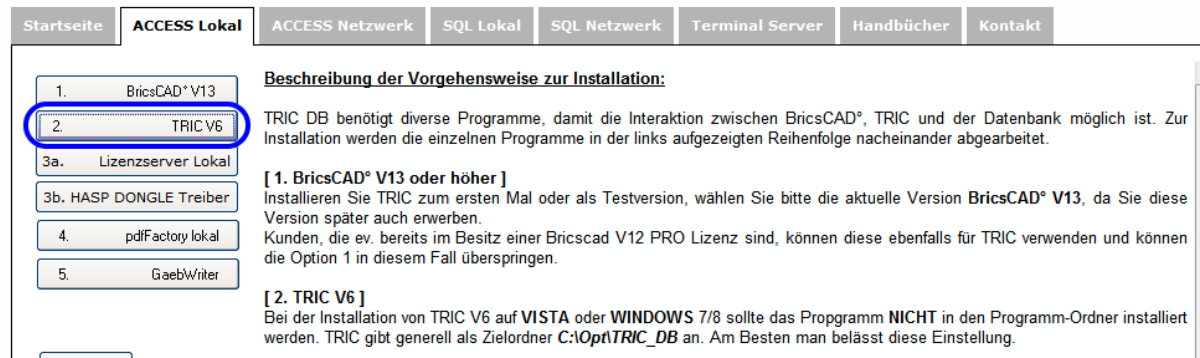 Startseite ACCESS Lokal ACCESS Netzwerk SQL Lokal SQL Netzwerk Terminal Server Handbücher Kontakt
1. BricsCAD° V13
2. TRIC V6
3a. Lizenzserver Lokal
3b. HASP DONGLE Treiber
4. pdfFactory lokal
5. GaebWriter
Beschreibung der Vorgehensweise zur Installation:
TRIC DB benötigt diverse Programme, damit die Interaktion zwischen BricsCAD°, TRIC und der Datenbank möglich ist. Zur
Installation werden die einzelnen Programme in der links aufgezeigten Reihenfolge nacheinander abgearbeitet.
[ 1. BricsCAD° V13 oder höher ]
Installieren Sie TRIC zum ersten Mal oder als Testversion, wählen Sie bitte die aktuelle Version BricsCAD° V13, da Sie diese
Version später auch erwerben.
Kunden, die ev. bereits im Besitz einer Bricscad V12 PRO Lizenz sind, können diese ebenfalls für TRIC verwenden und können
die Option 1 in diesem Fall überspringen.
[ 2. TRIC V6 ]
Bei der Installation von TRIC V6 auf VISTA oder WINDOWS 7/8 sollte das Propgramm NICHT in den Programm-Ordner installiert
werden. TRIC gibt generell als Zielordner C:\Opt\TRIC_DB an. Am Besten man belässt diese Einstellung.